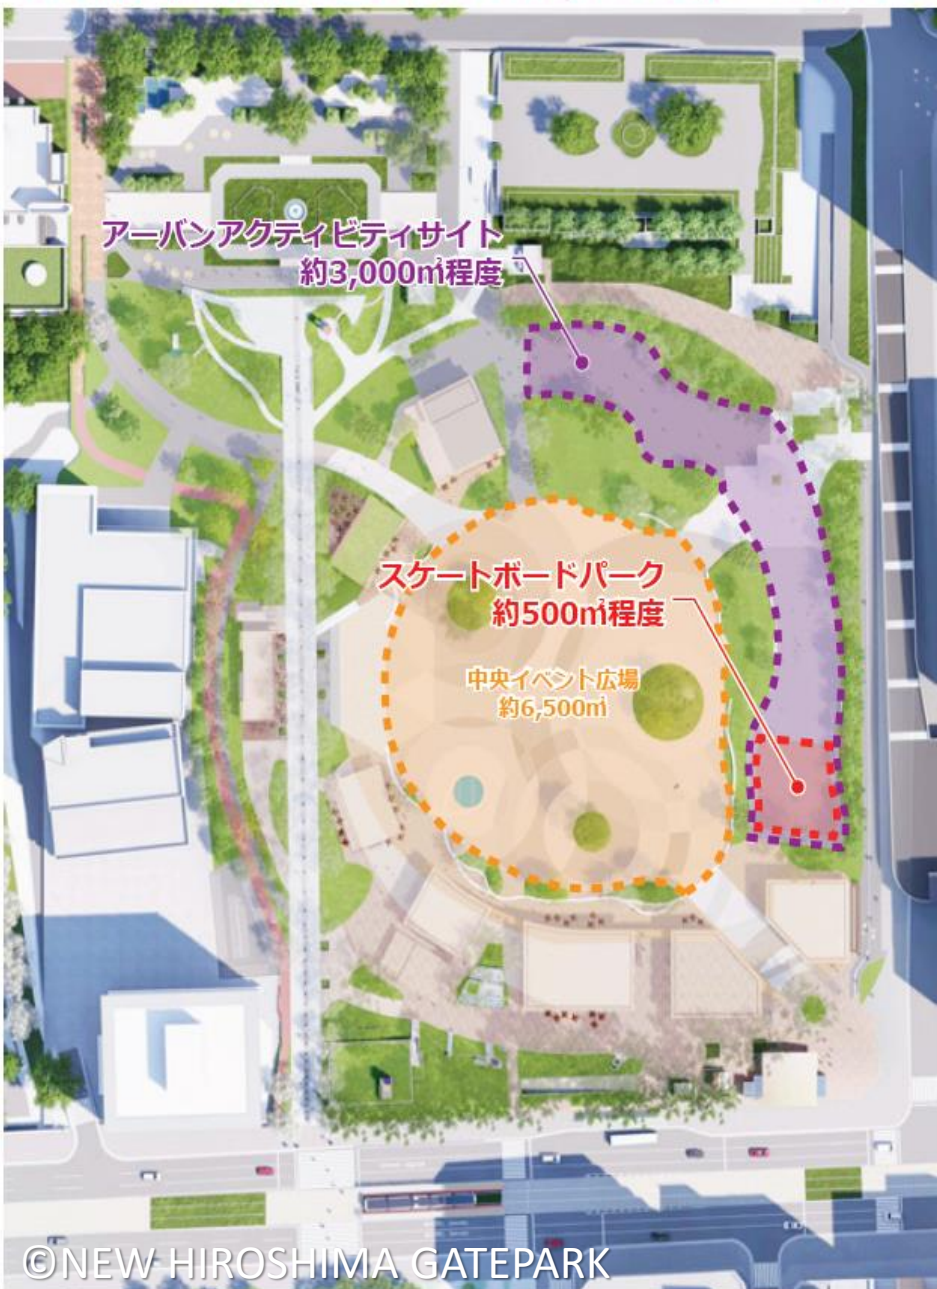 アーバンアクティビティサイト
約3,000㎡程度
スケートボードパーク
約500㎡程度
中央イベント広場
約6,500㎡
©NEW HIROSHIMA GATEPARK